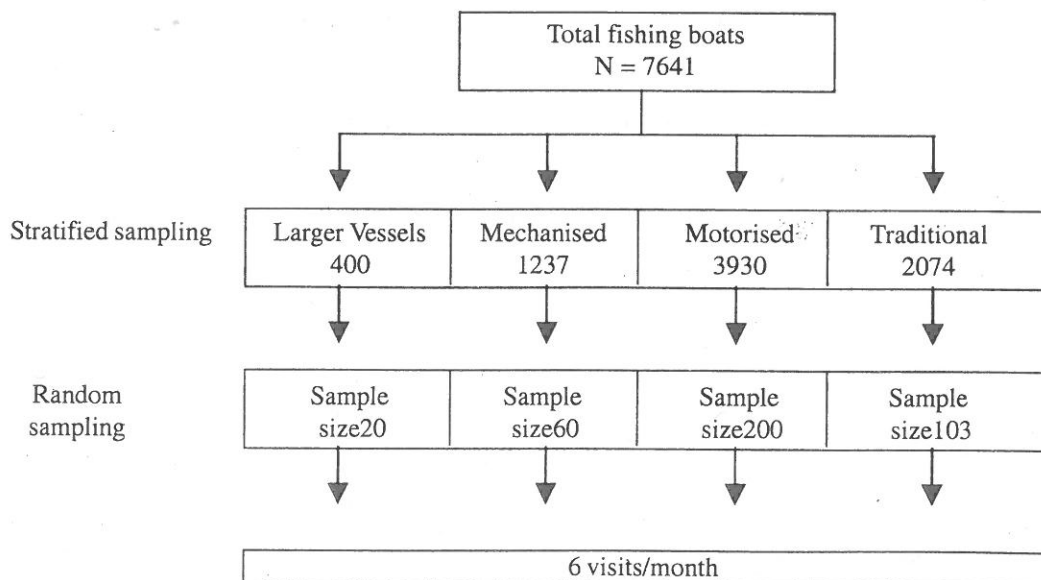 Total fishing boats
N = 7641
Stratified sampling
Larger Vessels
400
Mechanised
1237
Motorised
3930
Traditional
2074
Random
sampling
Sample
size20
Sample
size60
Sample
size200
Sample
size103
6 visits/month